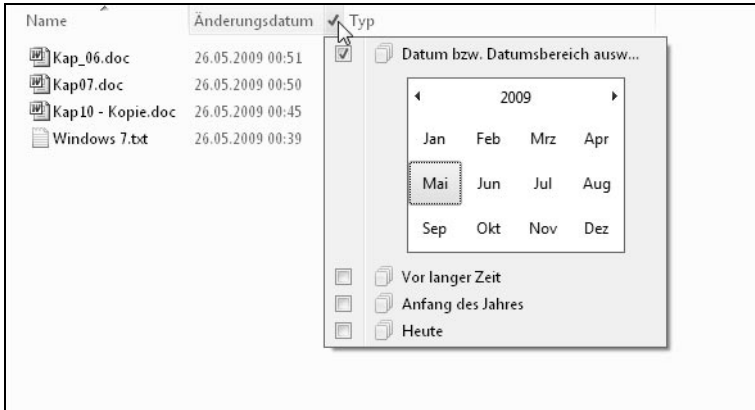 Name Änderungsdatum Typ
Kap_06.doc 26.05.2009 00:51
Kap07.doc 26.05.2009 00:50
Kap10 - Kopie.doc 26.05.2009 00:45
Windows 7.txt 26.05.2009 00:39
Datum bzw. Datumsbereich ausw...
2009
Jan Feb Mrz Apr
Mai Jun Jul Aug
Sep Okt Nov Dez
Vor langer Zeit
Anfang des Jahres
Heute